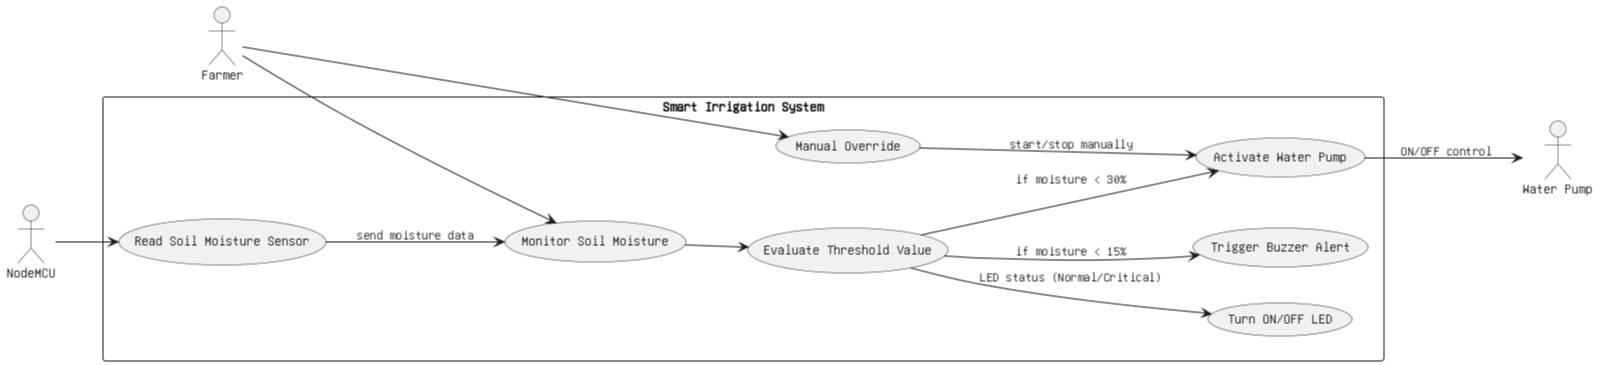 Farmer
Smart Irrigation System
Manual Override
start/stop manually
Activate Water Pump
ON/OFF control
Water Pump
if moisture < 30%
NodeMCU
Read Soil Moisture Sensor
send moisture data
Monitor Soil Moisture
Evaluate Threshold Value
if moisture < 15%
Trigger Buzzer Alert
LED status (Normal/Critical)
Turn ON/OFF LED